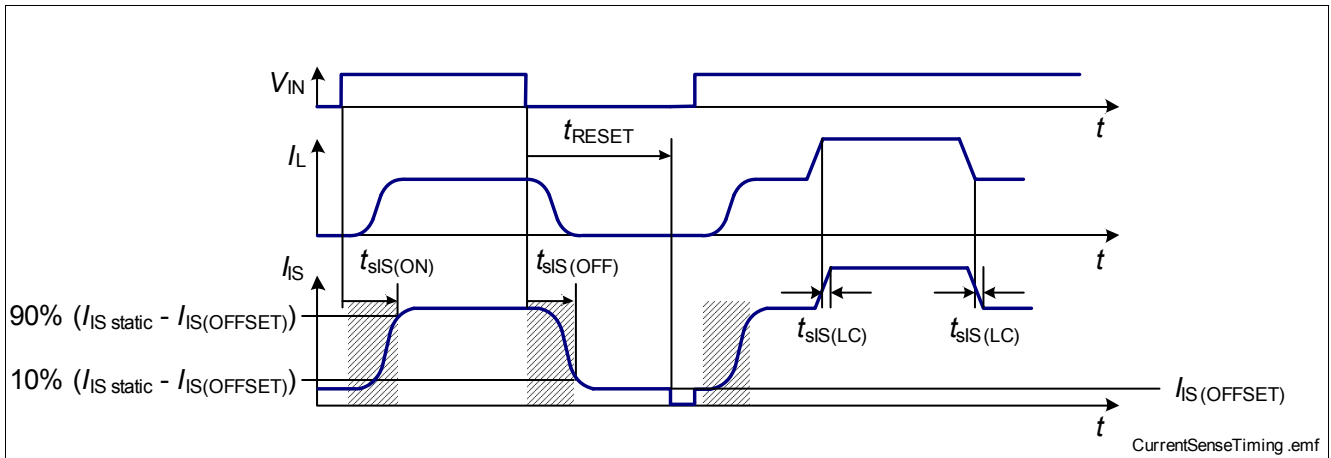 VIN
t
tRESET
IL
t
IIS
tsIS(ON)
tsIS(OFF)
90% (IIS static - IIS(OFFSET))
tsIS(LC)
tsIS(LC)
10% (IIS static - IIS(OFFSET))
IIS(OFFSET)
t
CurrentSenseTiming .emf